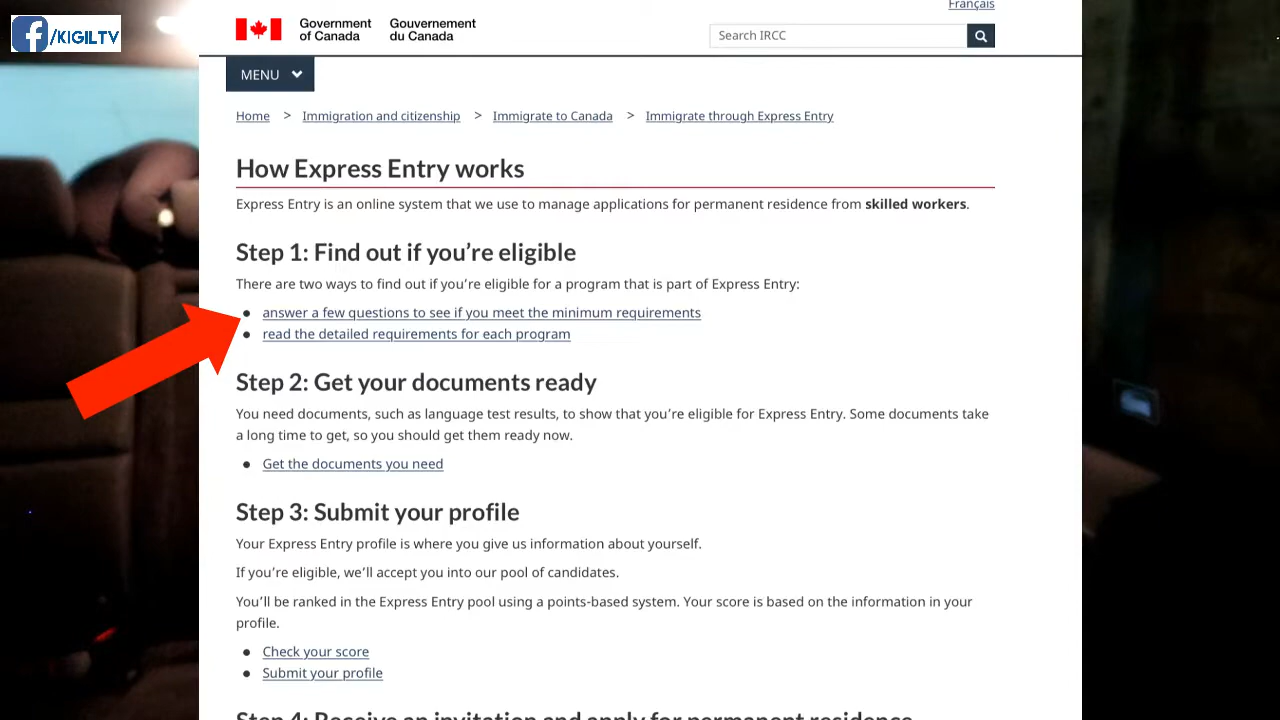 /KIGILTV
Français
Government of Canada
Gouvernement du Canada
Search IRCC
MENU
Home > Immigration and citizenship > Immigrate to Canada > Immigrate through Express Entry
How Express Entry works
Express Entry is an online system that we use to manage applications for permanent residence from skilled workers.
Step 1: Find out if you’re eligible
There are two ways to find out if you’re eligible for a program that is part of Express Entry:
answer a few questions to see if you meet the minimum requirements
read the detailed requirements for each program
Step 2: Get your documents ready
You need documents, such as language test results, to show that you’re eligible for Express Entry. Some documents take
a long time to get, so you should get them ready now.
Get the documents you need
Step 3: Submit your profile
Your Express Entry profile is where you give us information about yourself.
If you’re eligible, we’ll accept you into our pool of candidates.
You’ll be ranked in the Express Entry pool using a points-based system. Your score is based on the information in your
profile.
Check your score
Submit your profile
Step 4: Receive an invitation and apply for permanent residence